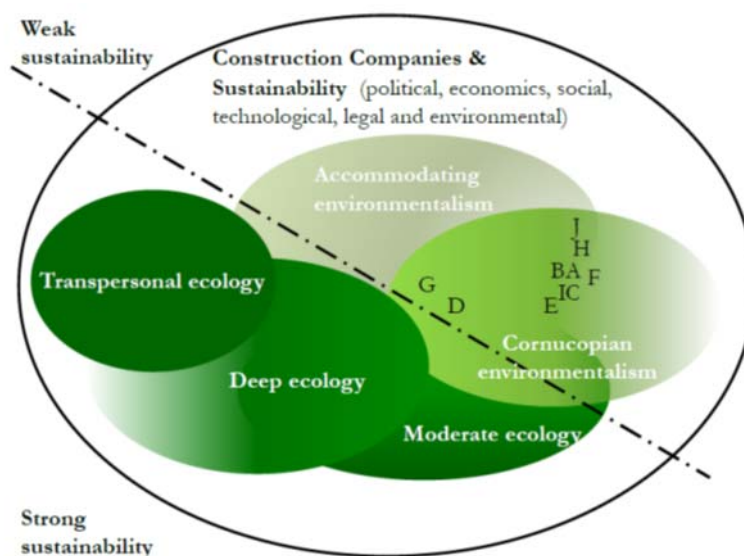 Weak
sustainability
Construction Companies &
Sustainability (political, economics, social,
technological, legal and environmental)
Accommodating
environmentalism
J
H
BA F
IC
E
G
D
Transpersonal ecology
Cornucopian
environmentalism
Deep ecology
Moderate ecology
Strong
sustainability